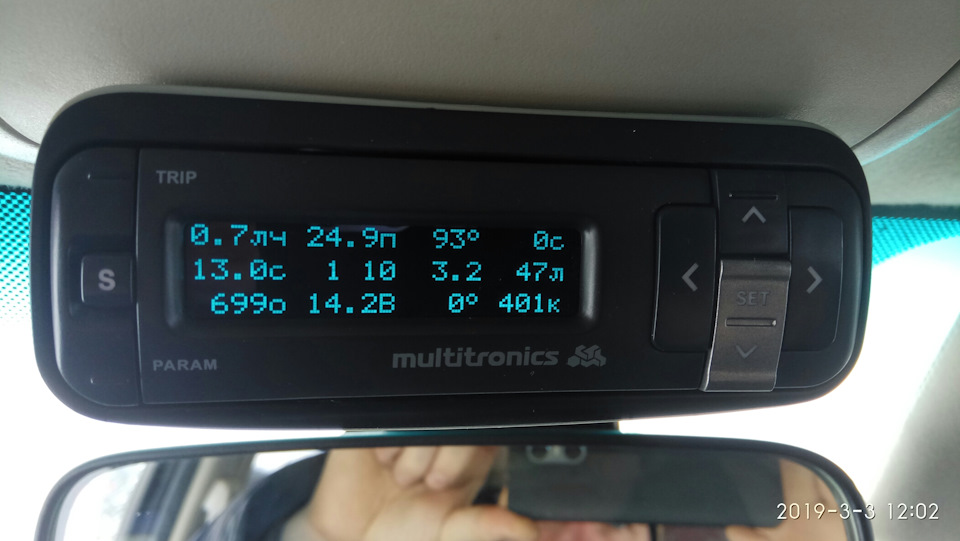 TRIP
0.7лч 24.9п 93° 0с
13.0с 1 10 3.2 47л
699о 14.2В 0° 401к
S
SET
PARAM
multitronics
2019-3-3 12:02